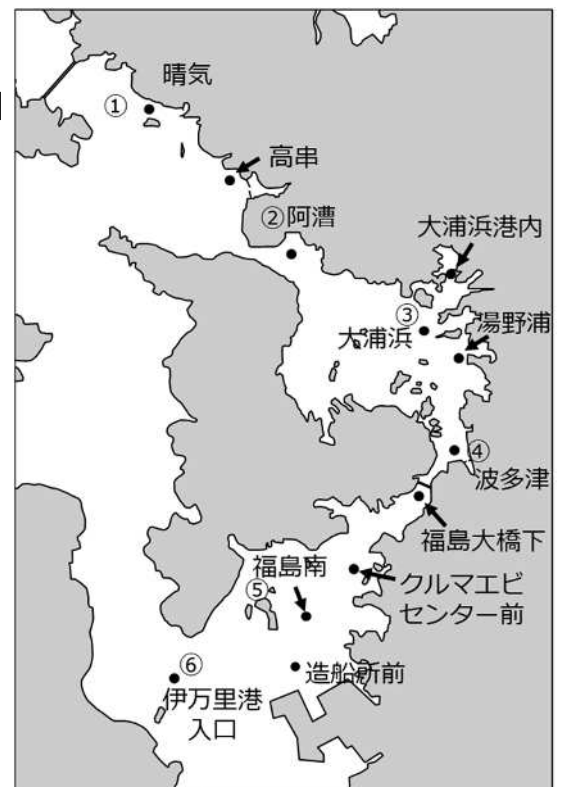 晴気
①
高串
②阿漕
大浦浜港内
③
大浦浜
湯野浦
④
波多津
福島大橋下
福島南
⑤
クルマエビ
センター前
⑥
伊万里港
入口
造船所前